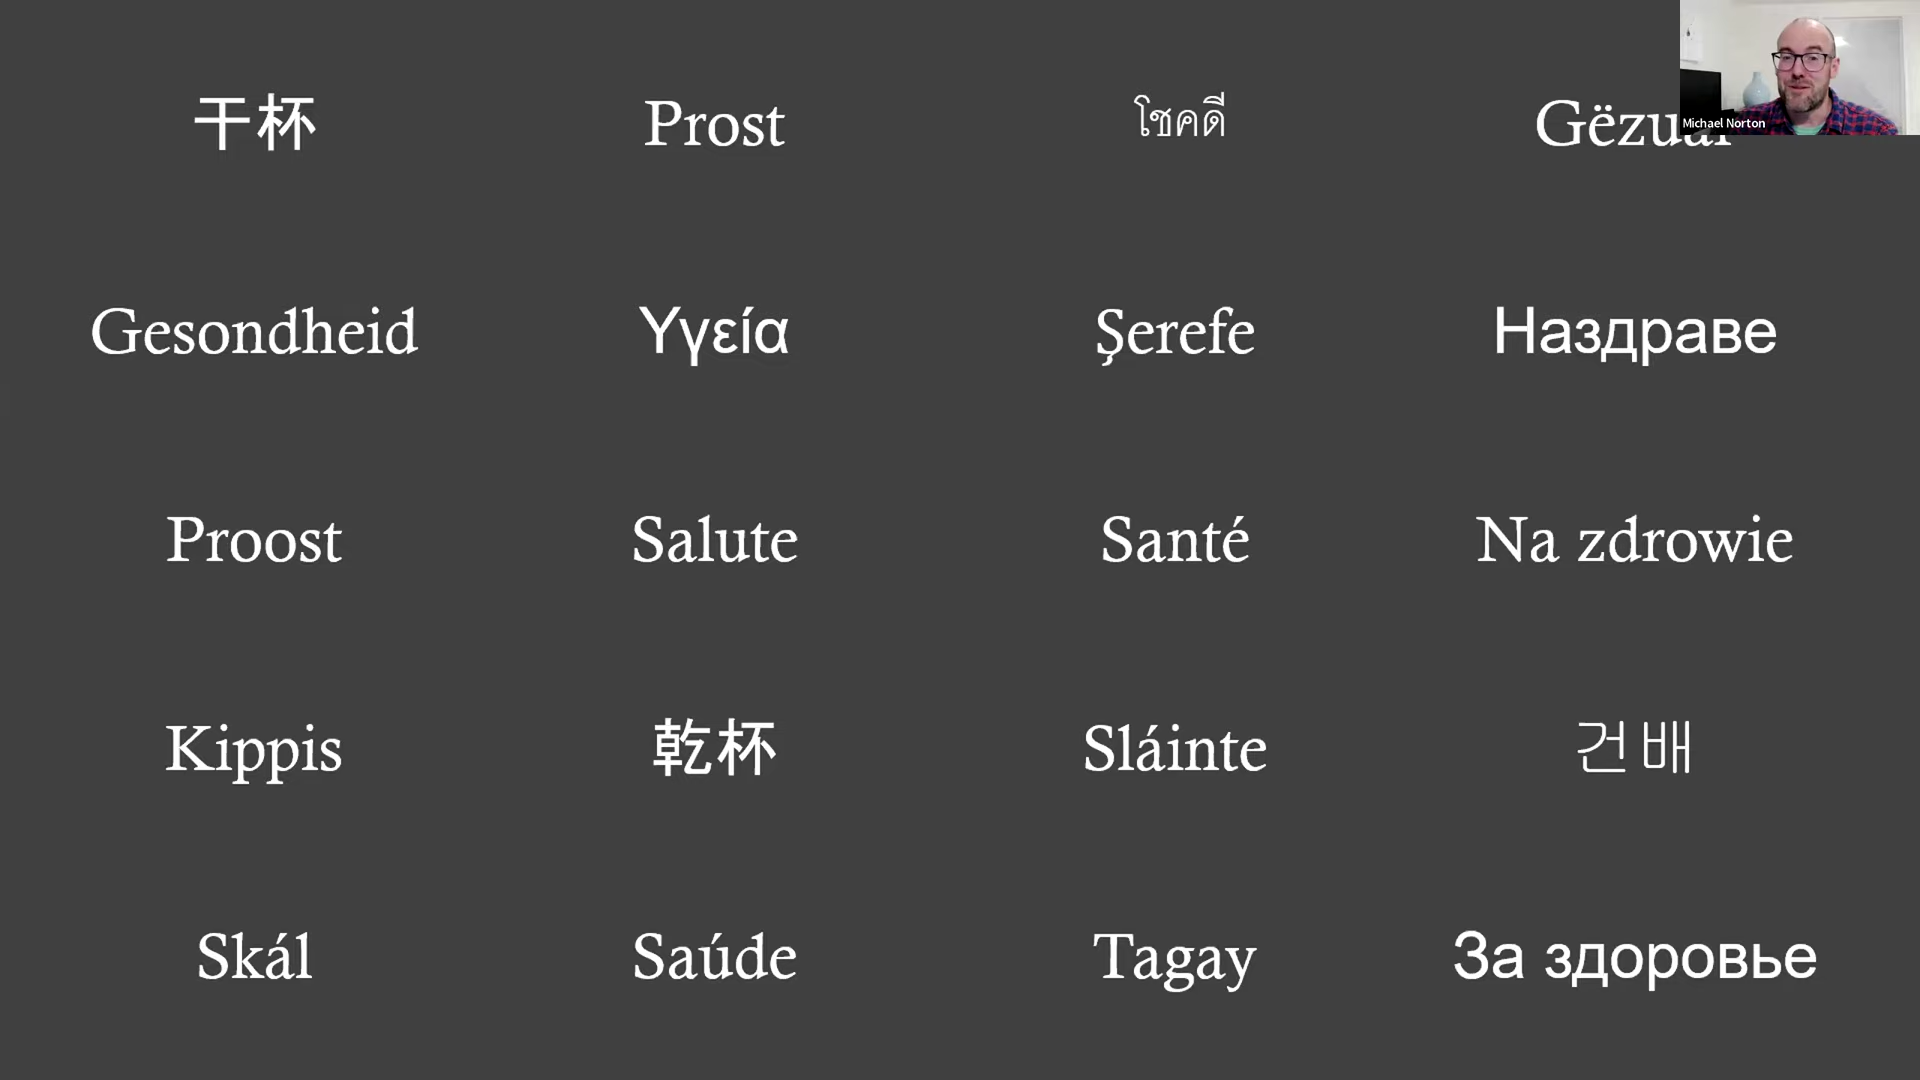 干杯
Prost
โชคดี
Gesondheid
Υγεία
Şerefe
Наздраве
Proost
Salute
Santé
Na zdrowie
Kippis
乾杯
Sláinte
건배
Skál
Saúde
Tagay
За здоровье
Michael Norton